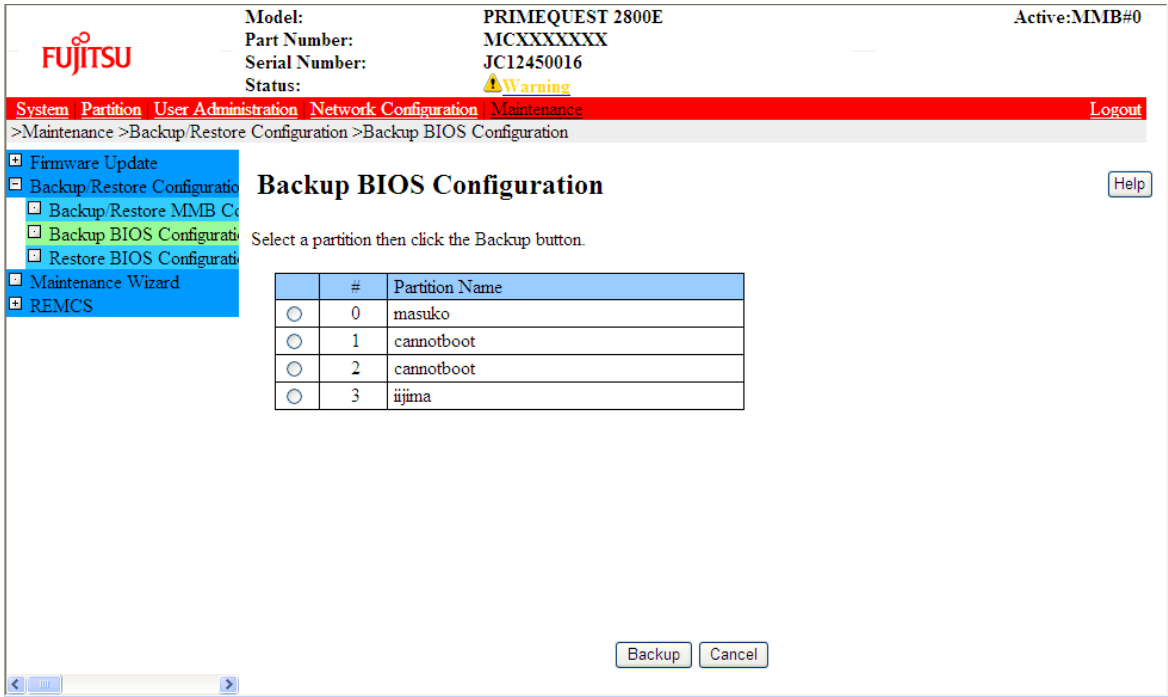 FUJITSU
Model: PRIMEQUEST 2800E Active:MMB#0
Part Number: MCXXXXXXX
Serial Number: JC12450016
Status: Warning
System | Partition | User Administration | Network Configuration | Maintenance Logout
>Maintenance >Backup/Restore Configuration >Backup BIOS Configuration
Firmware Update
Backup/Restore Configuratio
Backup/Restore MMB Co
Backup BIOS Configurati
Restore BIOS Configurati
Maintenance Wizard
REMCS
Backup BIOS Configuration
Help
Select a partition then click the Backup button.
# Partition Name
0 masuko
1 cannotboot
2 cannotboot
3 iijima
Backup Cancel